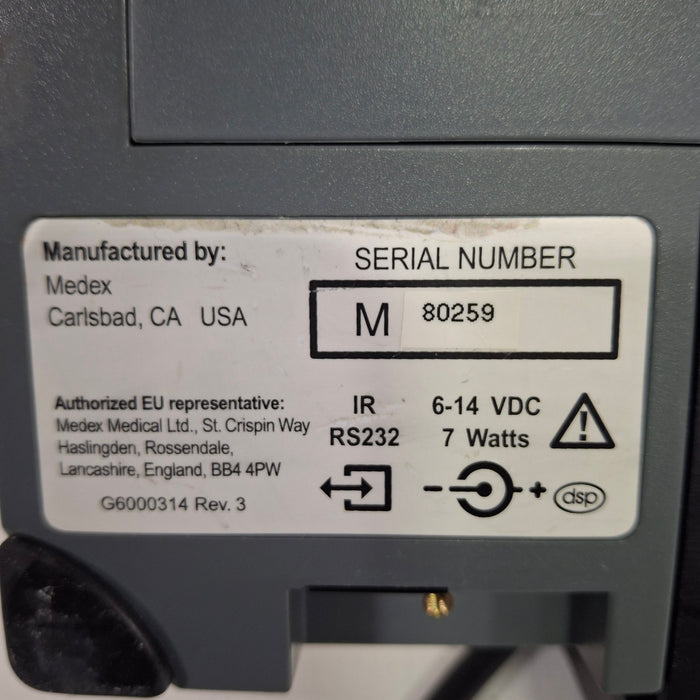 Manufactured by:
Medex
Carlsbad, CA USA
SERIAL NUMBER
M 80259
Authorized EU representative:
Medex Medical Ltd., St. Crispin Way
Haslingden, Rossendale,
Lancashire, England, BB4 4PW
G6000314 Rev. 3
IR
RS232
6-14 VDC
7 Watts
- +
dsp